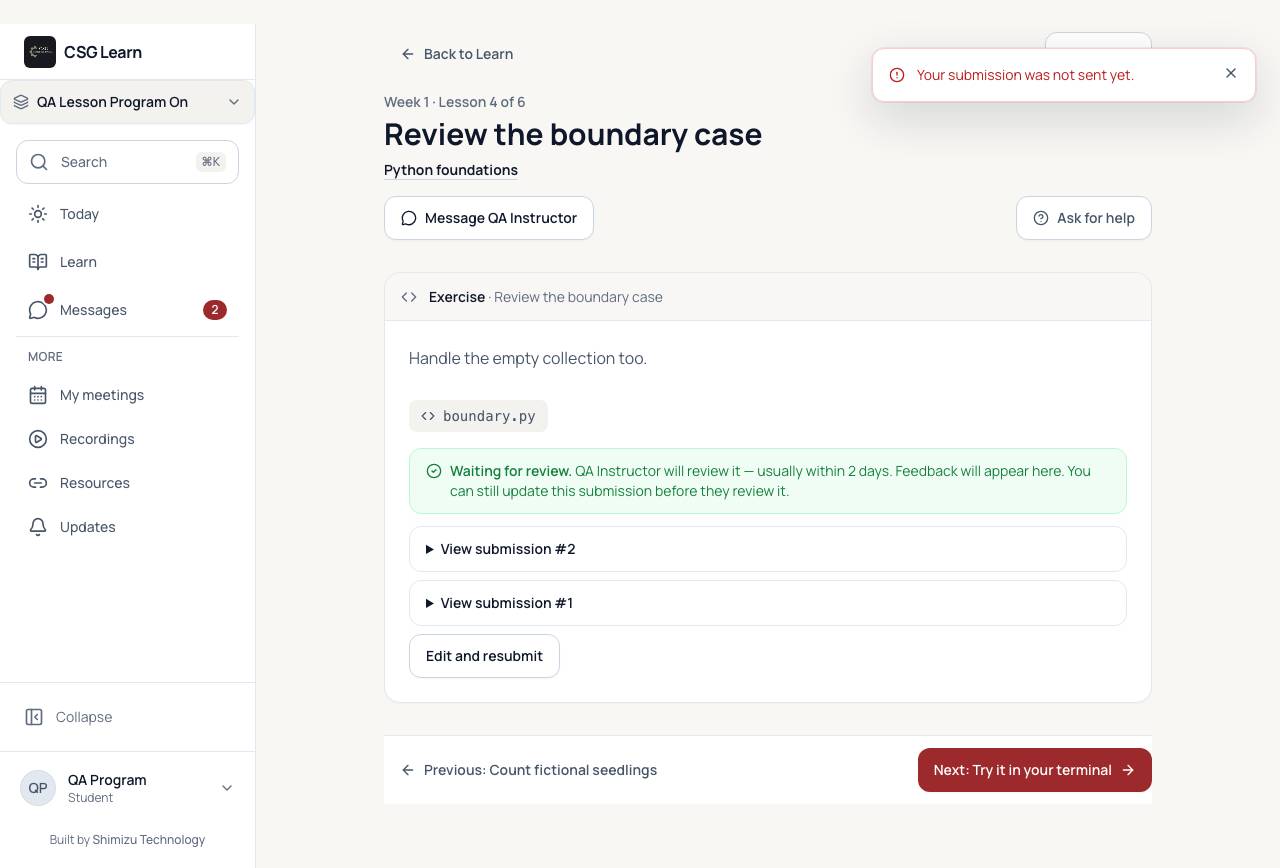 CSG Learn
QA Lesson Program On
Search
⌘K
Today
Learn
Messages
2
MORE
My meetings
Recordings
Resources
Updates
Collapse
QP
QA Program
Student
Built by Shimizu Technology
Back to Learn
Your submission was not sent yet.
Week 1 · Lesson 4 of 6
Review the boundary case
Python foundations
Message QA Instructor
Ask for help
Exercise · Review the boundary case
Handle the empty collection too.
boundary.py
Waiting for review. QA Instructor will review it — usually within 2 days. Feedback will appear here. You
can still update this submission before they review it.
View submission #2
View submission #1
Edit and resubmit
Previous: Count fictional seedlings
Next: Try it in your terminal